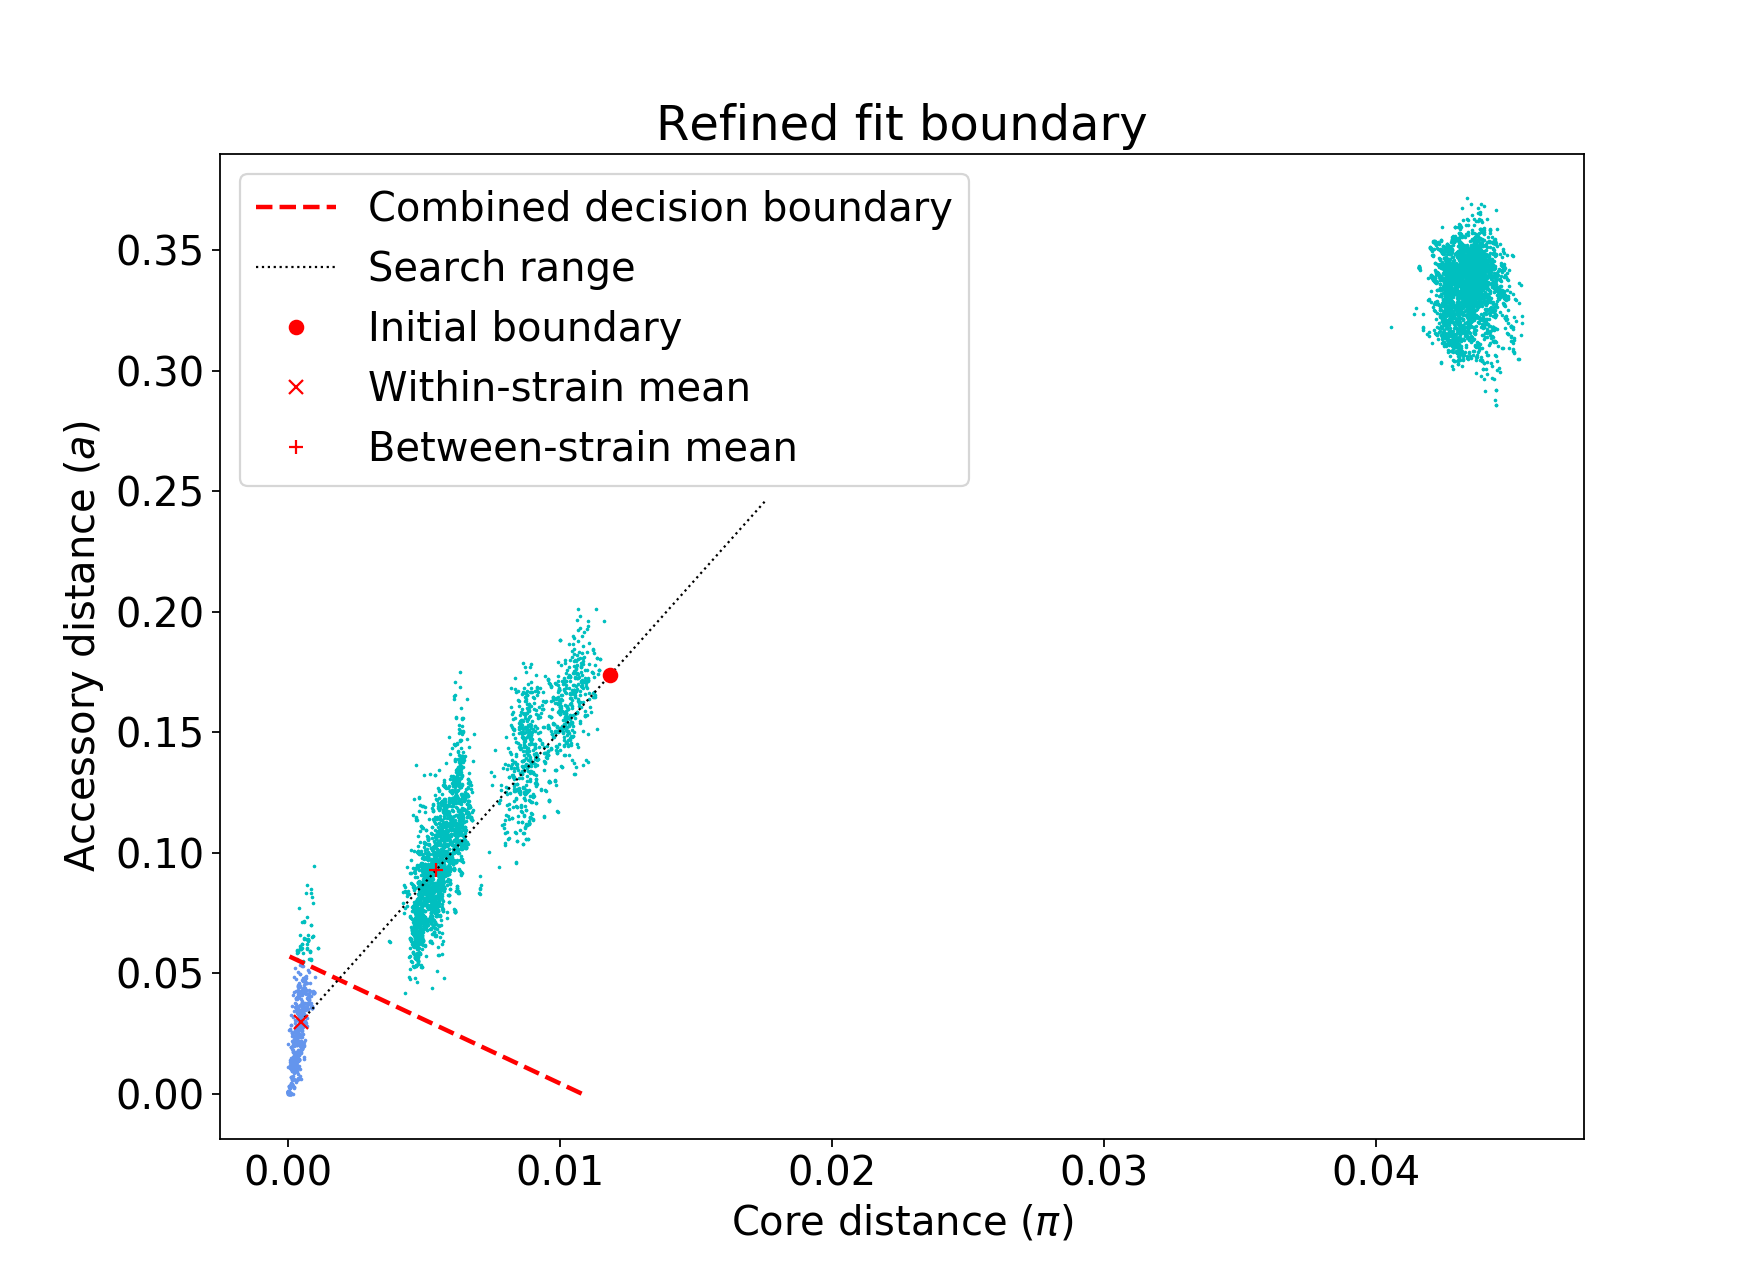 Refined fit boundary
Combined decision boundary
Search range
Initial boundary
Within-strain mean
Between-strain mean
Accessory distance (a)
0.35
0.30
0.25
0.20
0.15
0.10
0.05
0.00
0.00 0.01 0.02 0.03 0.04
Core distance (π)